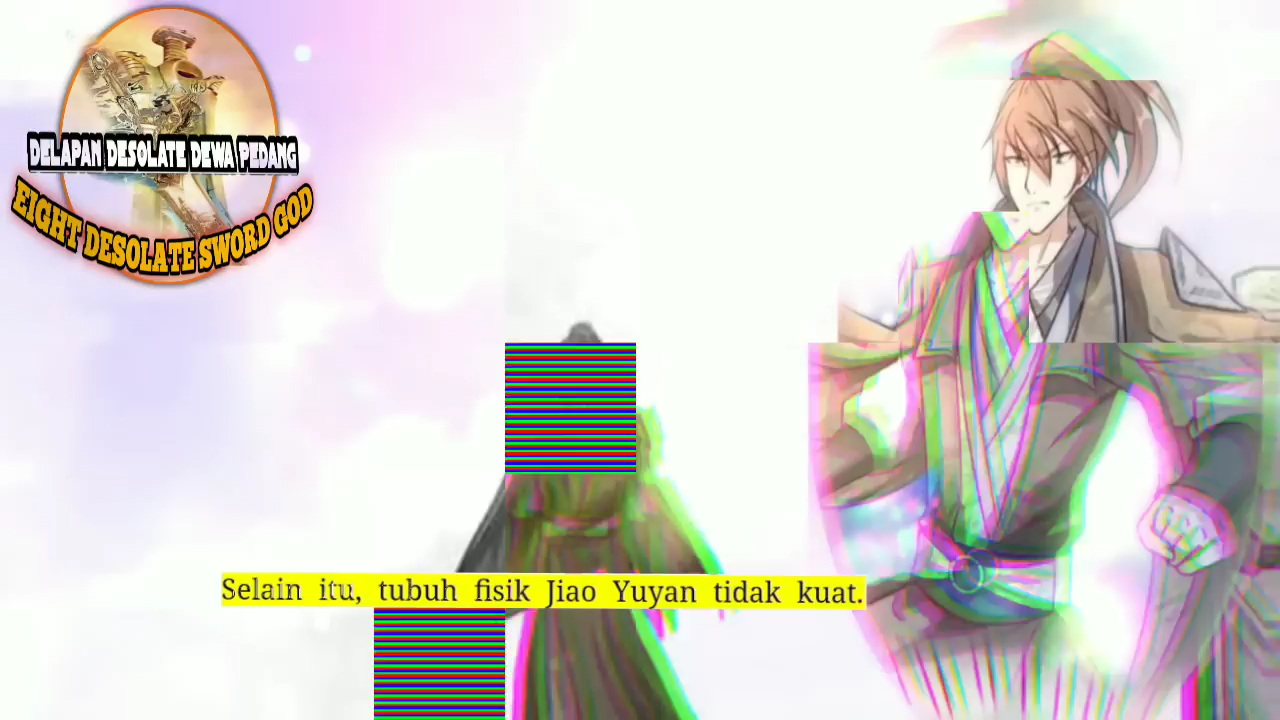 DELAPAN DESOLATE DEWA PEDANG
EIGHT DESOLATE SWORD GOD
Selain itu, tubuh fisik Jiao Yuyan tidak kuat.